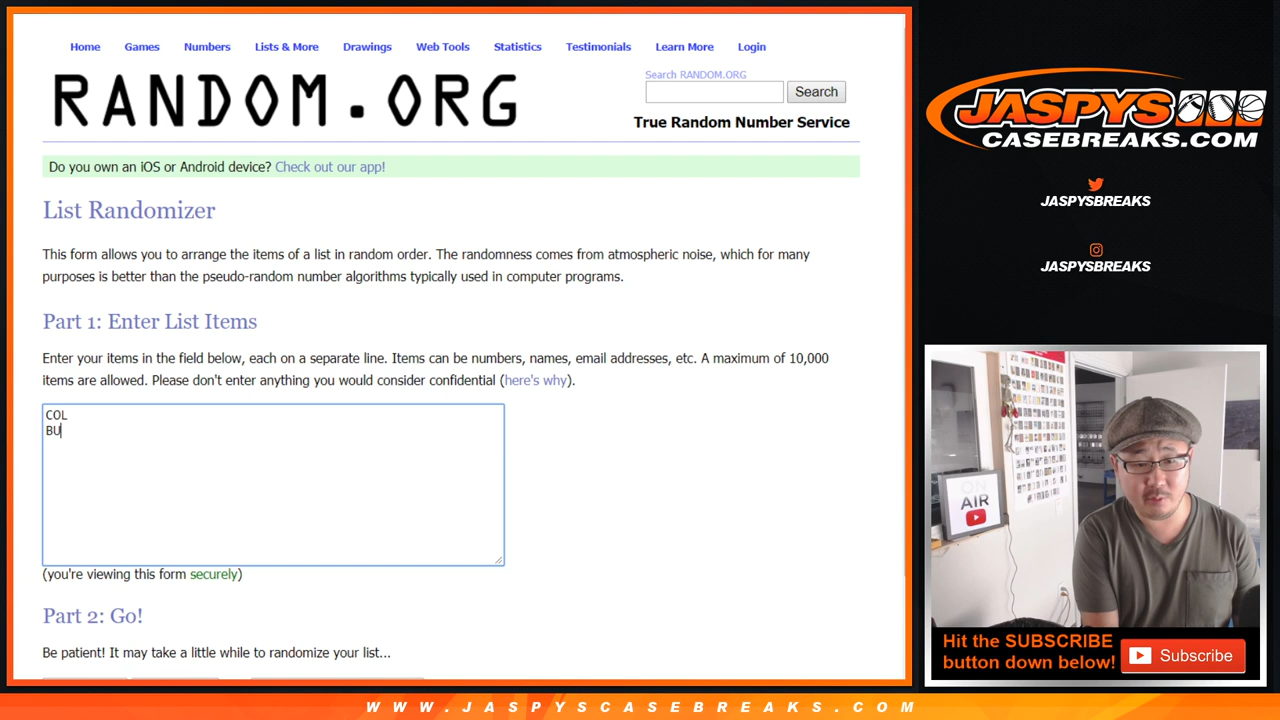 Home Games Numbers Lists & More Drawings Web Tools Statistics Testimonials Learn More Login
RANDOM.ORG
Search RANDOM.ORG
Search
True Random Number Service
Do you own an iOS or Android device? Check out our app!
List Randomizer
This form allows you to arrange the items of a list in random order. The randomness comes from atmospheric noise, which for many
purposes is better than the pseudo-random number algorithms typically used in computer programs.
Part 1: Enter List Items
Enter your items in the field below, each on a separate line. Items can be numbers, names, email addresses, etc. A maximum of 10,000
items are allowed. Please don't enter anything you would consider confidential (here's why).
COL
BU
(you're viewing this form securely)
Part 2: Go!
Be patient! It may take a little while to randomize your list...
JASPYS
CASEBREAKS.COM
JASPYSBREAKS
JASPYSBREAKS
ON
AIR
Hit the SUBSCRIBE
button down below!
Subscribe
WWW.JASPYSCASEBREAKS.COM